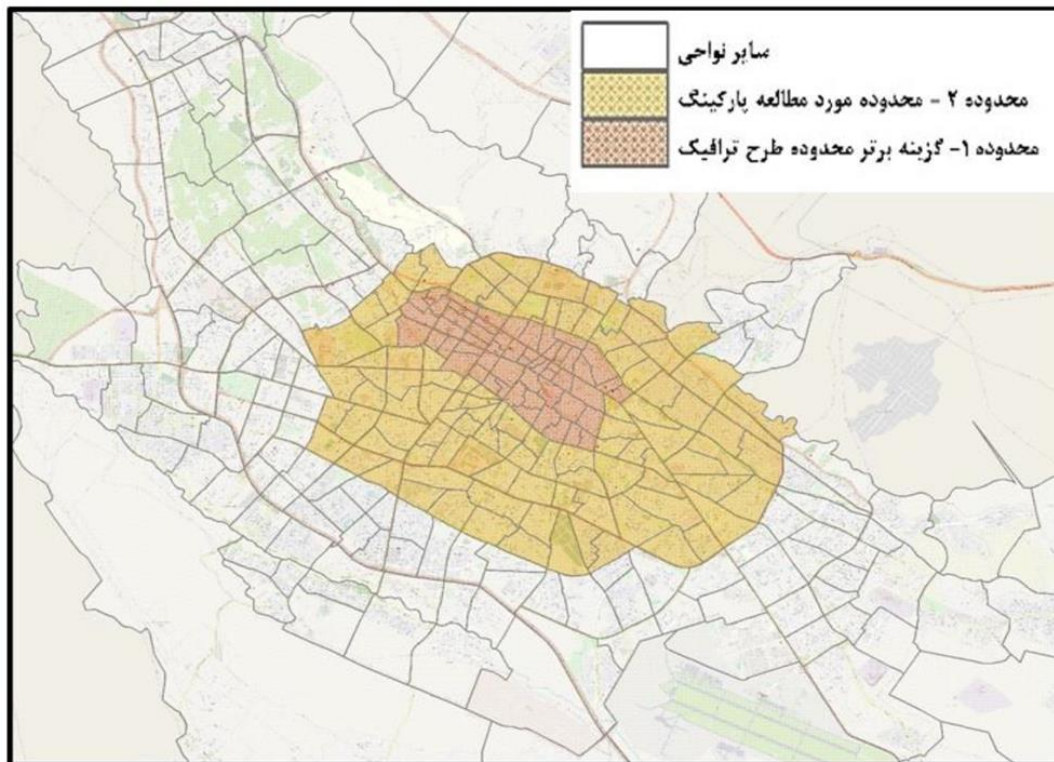 سایر نواحی
محدوده ۲ - محدوده مورد مطالعه پارکینگ
محدوده ۱- گزینه برتر محدوده طرح ترافیک